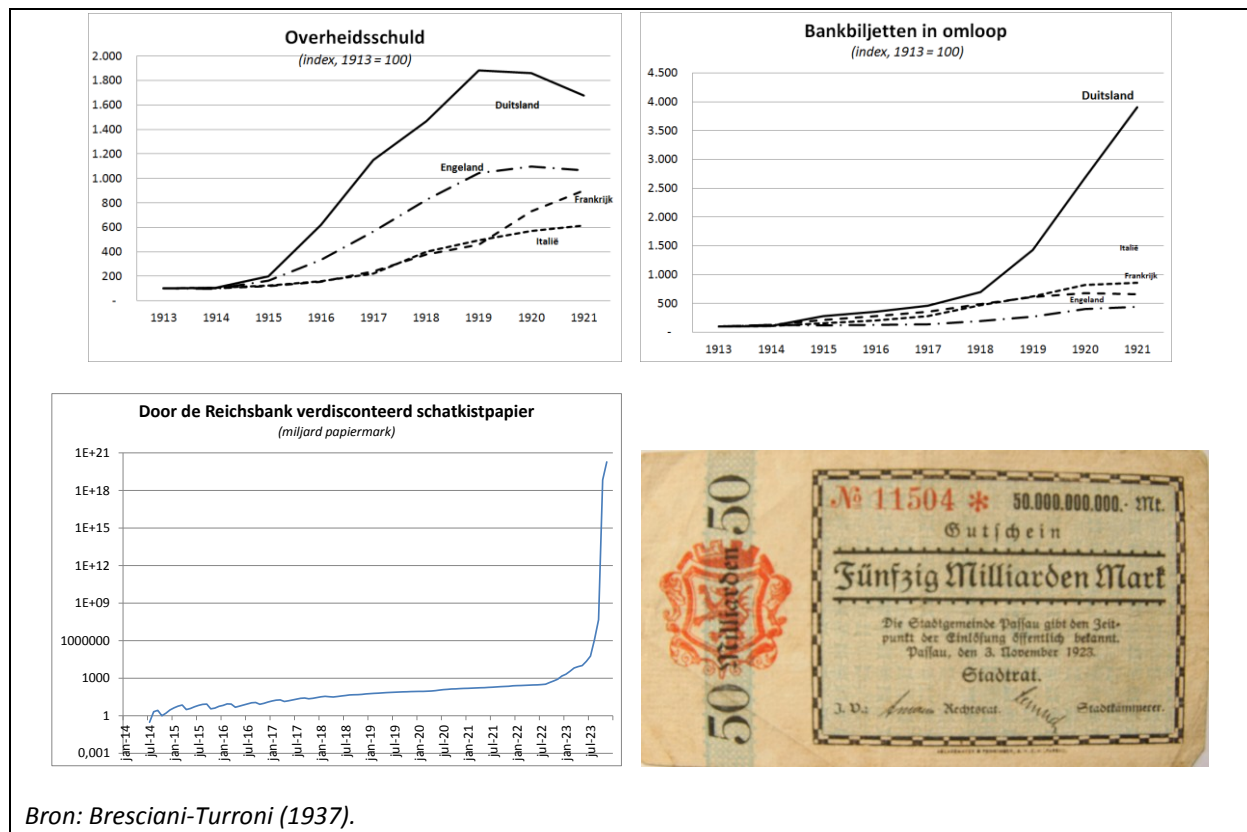 Overheidsschuld
(index, 1913 = 100)
2.000
1.800
1.600
1.400
1.200
1.000
800
600
400
200
-
Duitsland
Engeland
Frankrijk
Italië
1913 1914 1915 1916 1917 1918 1919 1920 1921
Bankbiljetten in omloop
(index, 1913 = 100)
4.500
4.000
3.500
3.000
2.500
2.000
1.500
1.000
500
-
Duitsland
Italië
Frankrijk
Engeland
1913 1914 1915 1916 1917 1918 1919 1920 1921
Door de Reichsbank verdisconteerd schatkistpapier
(miljard papiermark)
1E+21
1E+18
1E+15
1E+12
1E+09
1000000
1000
1
0,001
jan-14 jul-14 jan-15 jul-15 jan-16 jul-16 jan-17 jul-17 jan-18 jul-18 jan-19 jul-19 jan-20 jul-20 jan-21 jul-21 jan-22 jul-22 jan-23 jul-23
50 Milliarden 50
No 11504 * 50.000.000.000.- Mk.
Gutschein
Fünfzig Milliarden Mark
Die Stadtgemeinde Passau gibt den Zeit-
punkt der Einlösung öffentlich bekannt.
Passau, den 3. November 1923.
Stadtrat.
J. V.: Rechtsrat. Stadtkämmerer.
Bron: Bresciani-Turroni (1937).